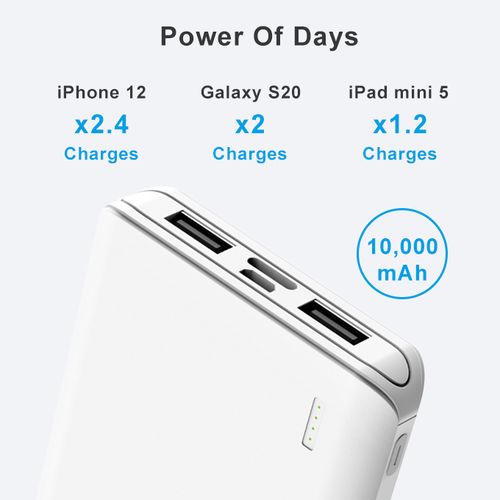 Power Of Days
iPhone 12 Galaxy S20 iPad mini 5
x2.4 x2 x1.2
Charges Charges Charges
10,000
mAh